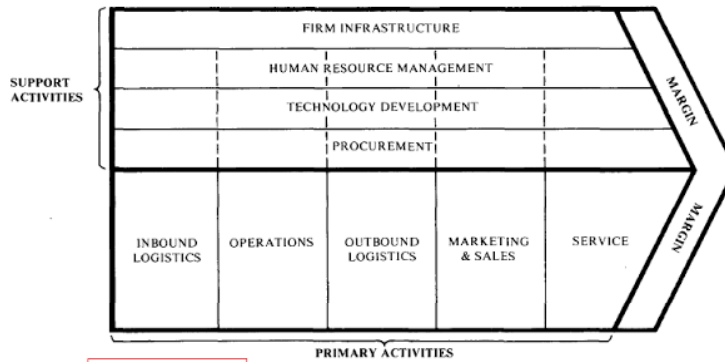 FIRM INFRASTRUCTURE
HUMAN RESOURCE MANAGEMENT
SUPPORT
ACTIVITIES
TECHNOLOGY DEVELOPMENT
PROCUREMENT
MARGIN
MARGIN
INBOUND
LOGISTICS
OPERATIONS
OUTBOUND
LOGISTICS
MARKETING
& SALES
SERVICE
PRIMARY ACTIVITIES